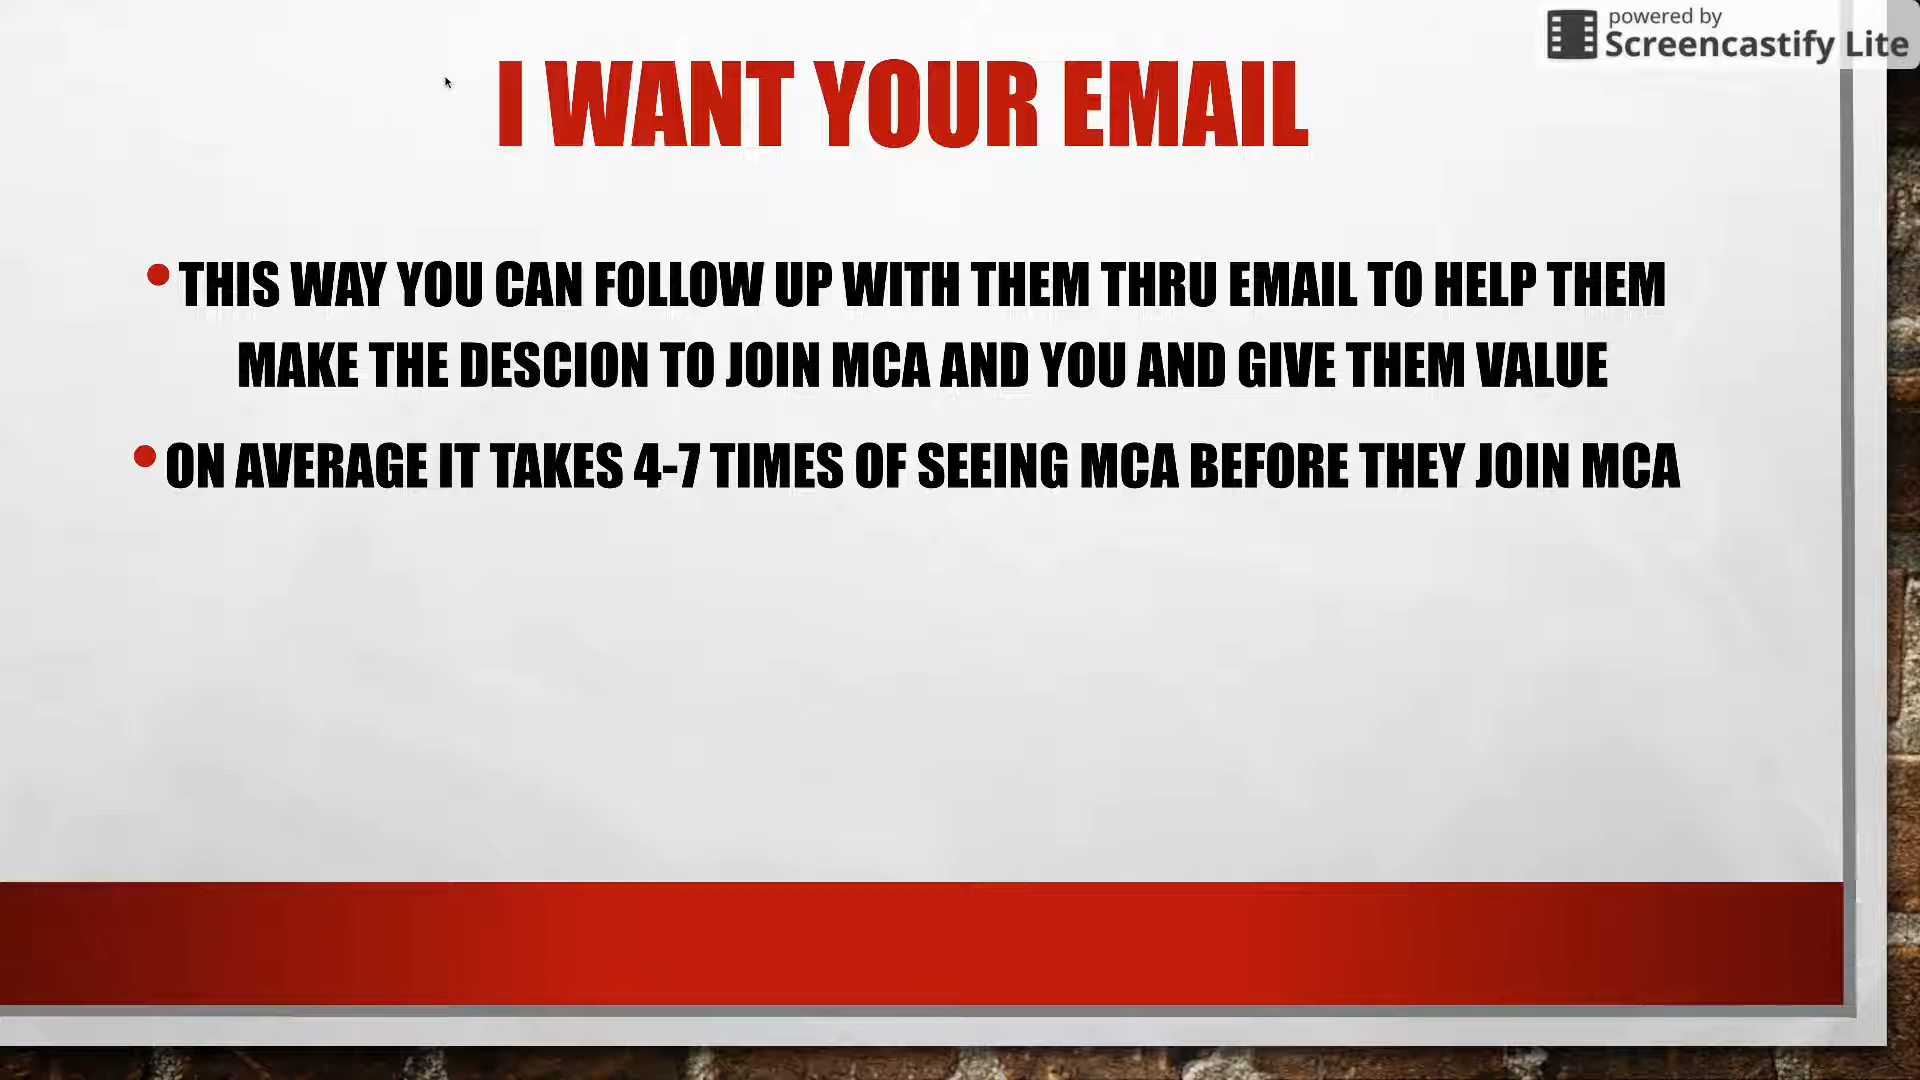 powered by
Screencastify Lite
I WANT YOUR EMAIL
• THIS WAY YOU CAN FOLLOW UP WITH THEM THRU EMAIL TO HELP THEM
MAKE THE DESCION TO JOIN MCA AND YOU AND GIVE THEM VALUE
• ON AVERAGE IT TAKES 4-7 TIMES OF SEEING MCA BEFORE THEY JOIN MCA